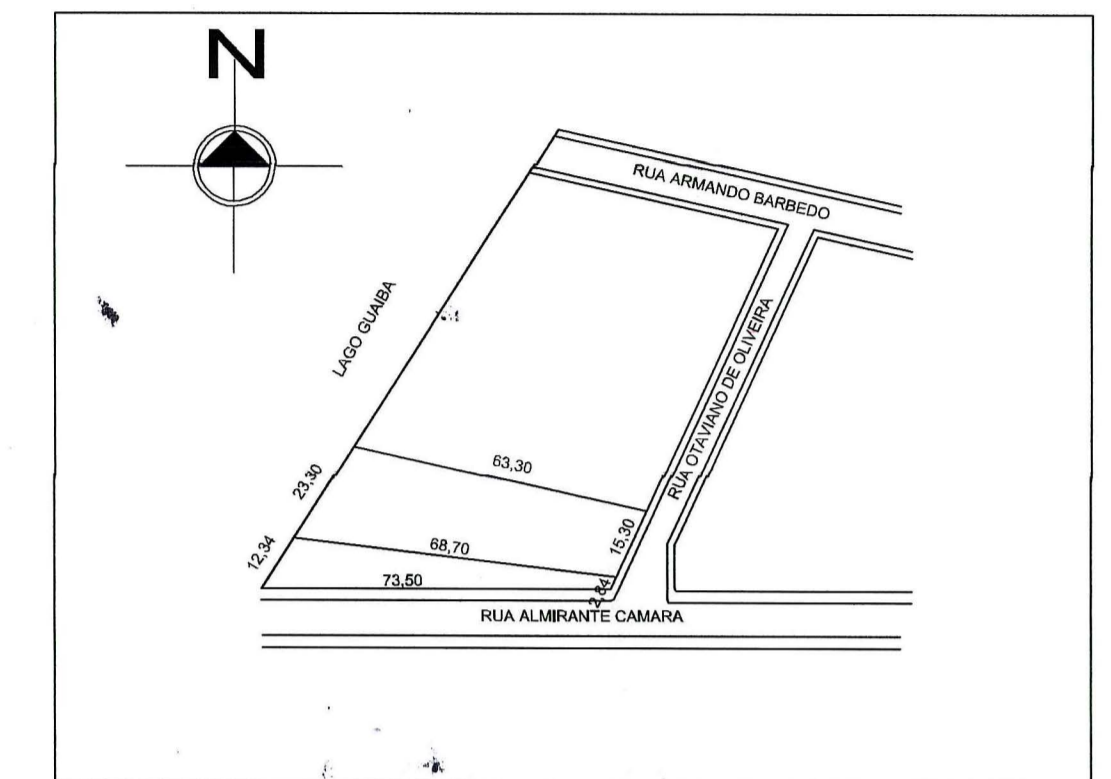 N
RUA ARMANDO BARBEDO
LAGO GUAIBA
RUA OTAVIANO DE OLIVEIRA
63,30
23,30
15,30
12,34
68,70
73,50
2,84
RUA ALMIRANTE CAMARA